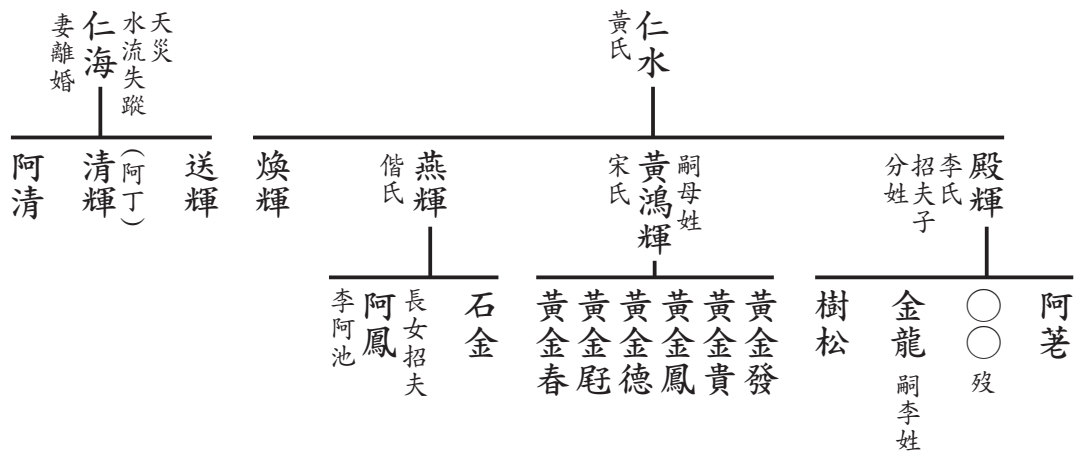 仁水
黃氏
天災
水流失蹤
仁海
妻離婚
殿輝
李氏
招夫子
分姓
嗣母姓
黃鴻輝
宋氏
燕輝
偕氏
煥輝
送輝
(阿丁)
清輝
阿清
阿荖
○○
歿
金龍
嗣李姓
樹松
黃金發
黃金貴
黃金鳳
黃金德
黃金
黃金春
石金
長女招夫
阿鳳
李阿池